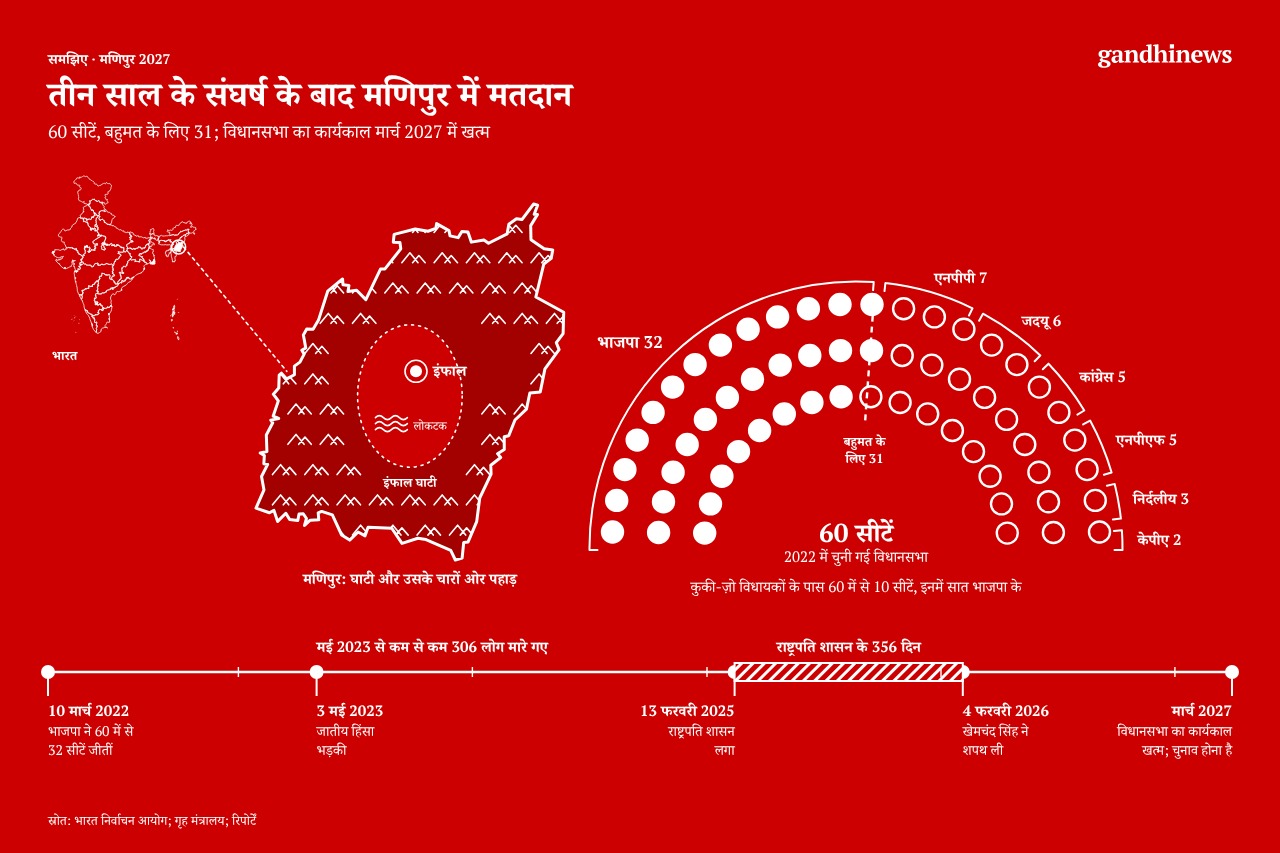 समझिए · मणिपुर 2027
gandhinews
तीन साल के संघर्ष के बाद मणिपुर में मतदान
60 सीटें, बहुमत के लिए 31; विधानसभा का कार्यकाल मार्च 2027 में खत्म
भारत
इंफाल
लोकटक
इंफाल घाटी
मणिपुर: घाटी और उसके चारों ओर पहाड़
भाजपा 32
एनपीपी 7
जदयू 6
कांग्रेस 5
एनपीएफ 5
निर्दलीय 3
केपीए 2
बहुमत के
लिए 31
60 सीटें
2022 में चुनी गई विधानसभा
कुकी-ज़ो विधायकों के पास 60 में से 10 सीटें, इनमें सात भाजपा के
मई 2023 से कम से कम 306 लोग मारे गए
राष्ट्रपति शासन के 356 दिन
10 मार्च 2022
भाजपा ने 60 में से
32 सीटें जीतीं
3 मई 2023
जातीय हिंसा
भड़की
13 फरवरी 2025
राष्ट्रपति शासन
लगा
4 फरवरी 2026
खेमचंद सिंह ने
शपथ ली
मार्च 2027
विधानसभा का कार्यकाल
खत्म; चुनाव होना है
स्रोत: भारत निर्वाचन आयोग; गृह मंत्रालय; रिपोर्टें